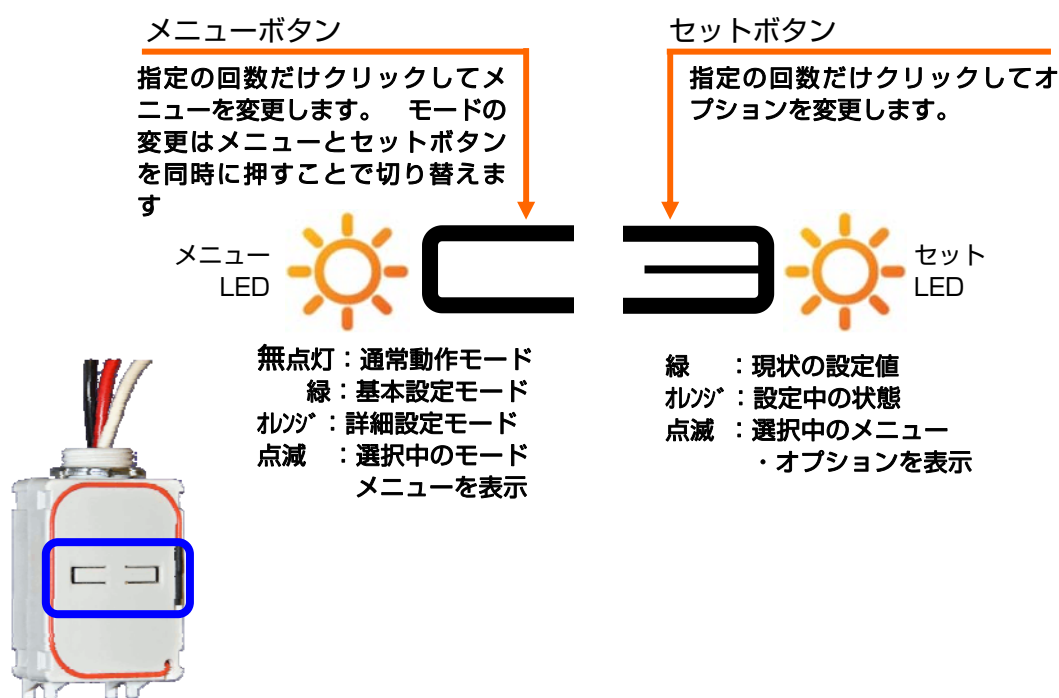 メニューボタン
指定の回数だけクリックしてメ
ニューを変更します。　モードの
変更はメニューとセットボタン
を同時に押すことで切り替えま
す
セットボタン
指定の回数だけクリックしてオ
プションを変更します。
メニュー
LED
セット
LED
無点灯：通常動作モード
緑：基本設定モード
ｵﾚﾝｼﾞ：詳細設定モード
点減　：選択中のモード
メニューを表示
緑　　：現状の設定値
ｵﾚﾝｼﾞ：設定中の状態
点滅　：選択中のメニュー
・オプションを表示